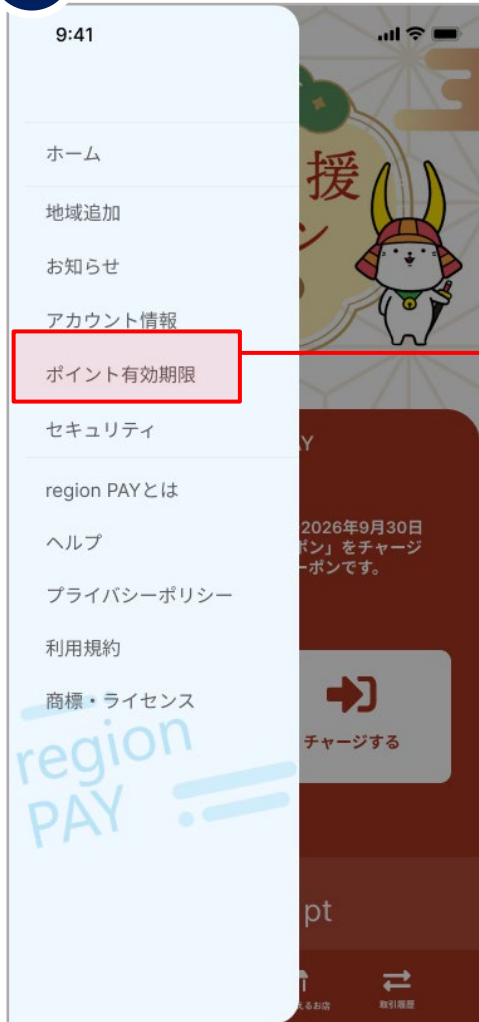 9:41
ホーム
地域追加
お知らせ
アカウント情報
ポイント有効期限
セキュリティ
region PAYとは
ヘルプ
プライバシーポリシー
利用規約
商標・ライセンス
region
PAY
援
2026年9月30日
ポン」をチャージ
ーポンです。
チャージする
pt
えるお店
取引履歴